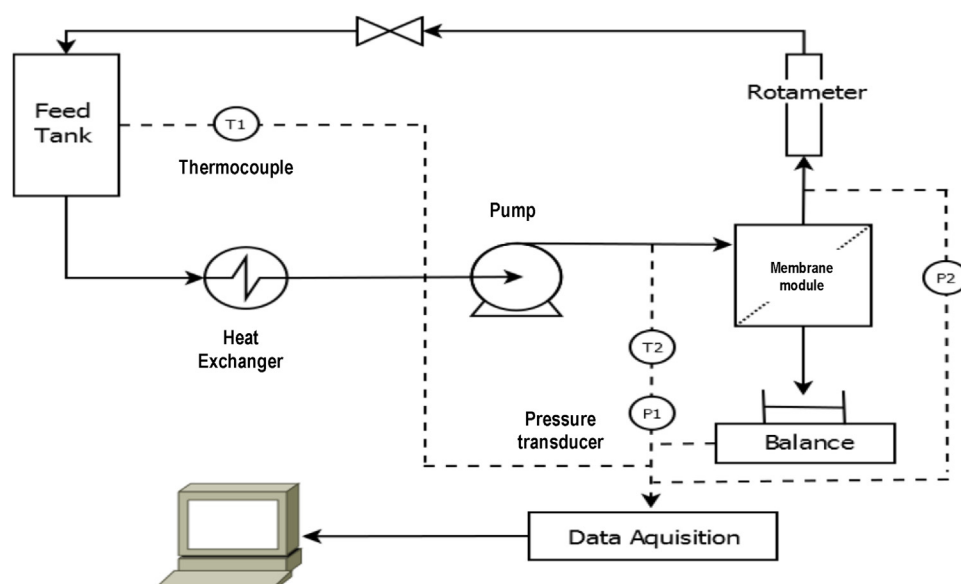 Feed
Tank
T1
Thermocouple
Rotameter
Pump
Membrane
module
P2
Heat
Exchanger
T2
P1
Pressure
transducer
Balance
Data Aquisition